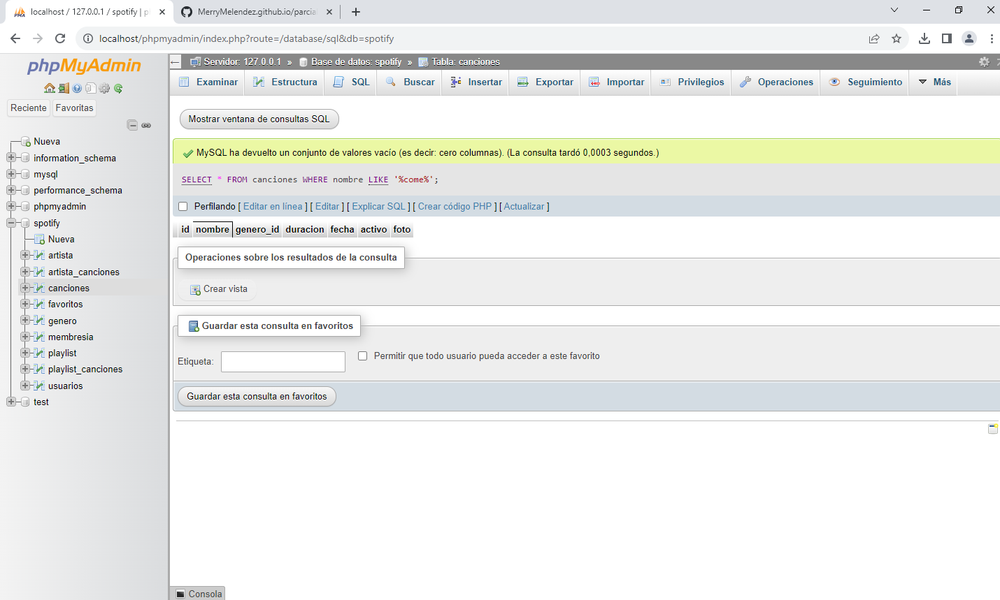 localhost / 127.0.0.1 / spotify | p
MerryMelendez.github.io/parcial
localhost/phpmyadmin/index.php?route=/database/sql&db=spotify
phpMyAdmin
Reciente
Favoritas
Nueva
information_schema
mysql
performance_schema
phpmyadmin
spotify
Nueva
artista
artista_canciones
canciones
favoritos
genero
membresia
playlist
playlist_canciones
usuarios
test
Servidor: 127.0.0.1 » Base de datos: spotify » Tabla: canciones
Examinar Estructura SQL Buscar Insertar Exportar Importar Privilegios Operaciones Seguimiento Más
Mostrar ventana de consultas SQL
MySQL ha devuelto un conjunto de valores vacío (es decir: cero columnas). (La consulta tardó 0,0003 segundos.)
SELECT * FROM canciones WHERE nombre LIKE '%come%';
Perfilando [ Editar en línea ] [ Editar ] [ Explicar SQL ] [ Crear código PHP ] [ Actualizar ]
id nombre genero_id duracion fecha activo foto
Operaciones sobre los resultados de la consulta
Crear vista
Guardar esta consulta en favoritos
Etiqueta: Permitir que todo usuario pueda acceder a este favorito
Guardar esta consulta en favoritos
Consola